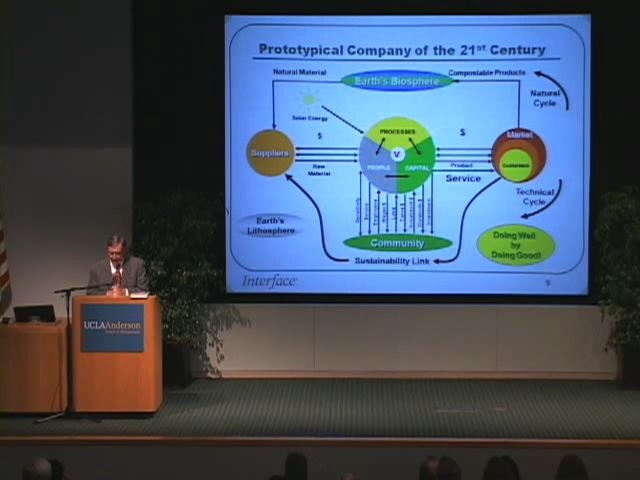 Prototypical Company of the 21st Century
Natural Material
Earth's Biosphere
Compostable Products
Natural
Cycle
Solar Energy
$
PROCESSES
$
Market
Suppliers
V
Customers
PEOPLE
CAPITAL
Raw
Material
Product
Service
Technical
Cycle
Earth's
Lithosphere
Community
Doing Well
by
Doing Good!
Sustainability Link
Interface
9
UCLAAnderson